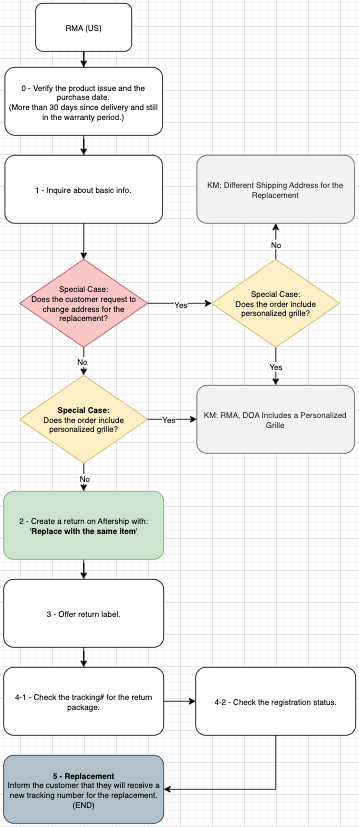 RMA (US)
0 - Verify the product issue and the
purchase date.
(More than 30 days since delivery and still
in the warranty period.)
1 - Inquire about basic info.
KM: Different Shipping Address for the
Replacement
No
Special Case:
Does the customer request to
change address for the
replacement?
Yes
Special Case:
Does the order include
personalized grille?
No
Yes
Special Case:
Does the order include
personalized grille?
Yes
KM: RMA, DOA Includes a Personalized
Grille
No
2 - Create a return on Aftership with:
'Replace with the same item'
3 - Offer return label.
4-1 - Check the tracking# for the return
package.
4-2 - Check the registration status.
5 - Replacement
Inform the customer that they will receive a
new tracking number for the replacement.
(END)